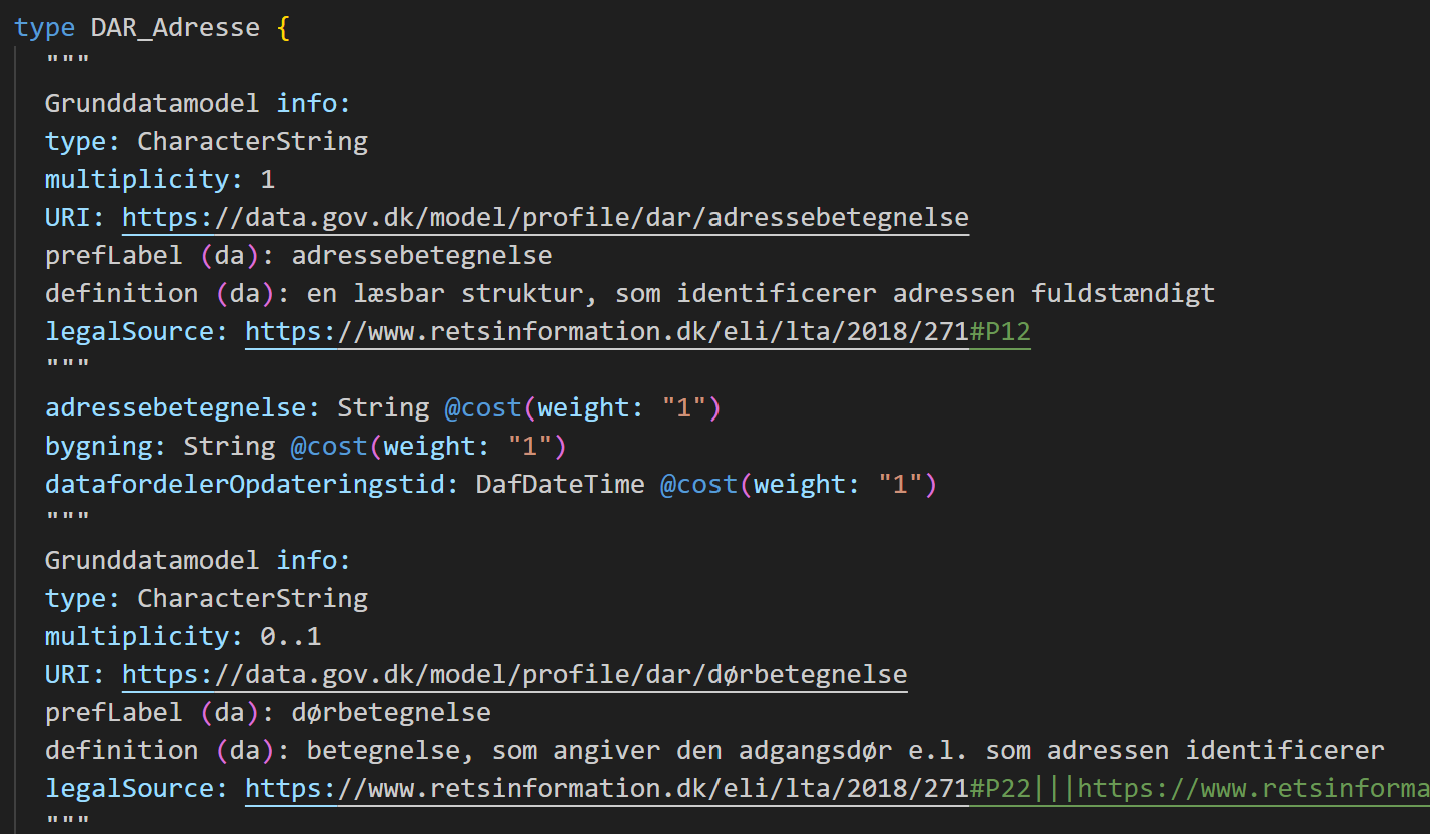 type DAR_Adresse {
"""
Grunddatamodel info:
type: CharacterString
multiplicity: 1
URI: https://data.gov.dk/model/profile/dar/adressebetegnelse
prefLabel (da): adressebetegnelse
definition (da): en læsbar struktur, som identificerer adressen fuldstændigt
legalSource: https://www.retsinformation.dk/eli/lta/2018/271#P12
"""
adressebetegnelse: String @cost(weight: "1")
bygning: String @cost(weight: "1")
datafordelerOpdateringstid: DafDateTime @cost(weight: "1")
"""
Grunddatamodel info:
type: CharacterString
multiplicity: 0..1
URI: https://data.gov.dk/model/profile/dar/dørbetegnelse
prefLabel (da): dørbetegnelse
definition (da): betegnelse, som angiver den adgangsdør e.l. som adressen identificerer
legalSource: https://www.retsinformation.dk/eli/lta/2018/271#P22|||https://www.retsinforma
"""